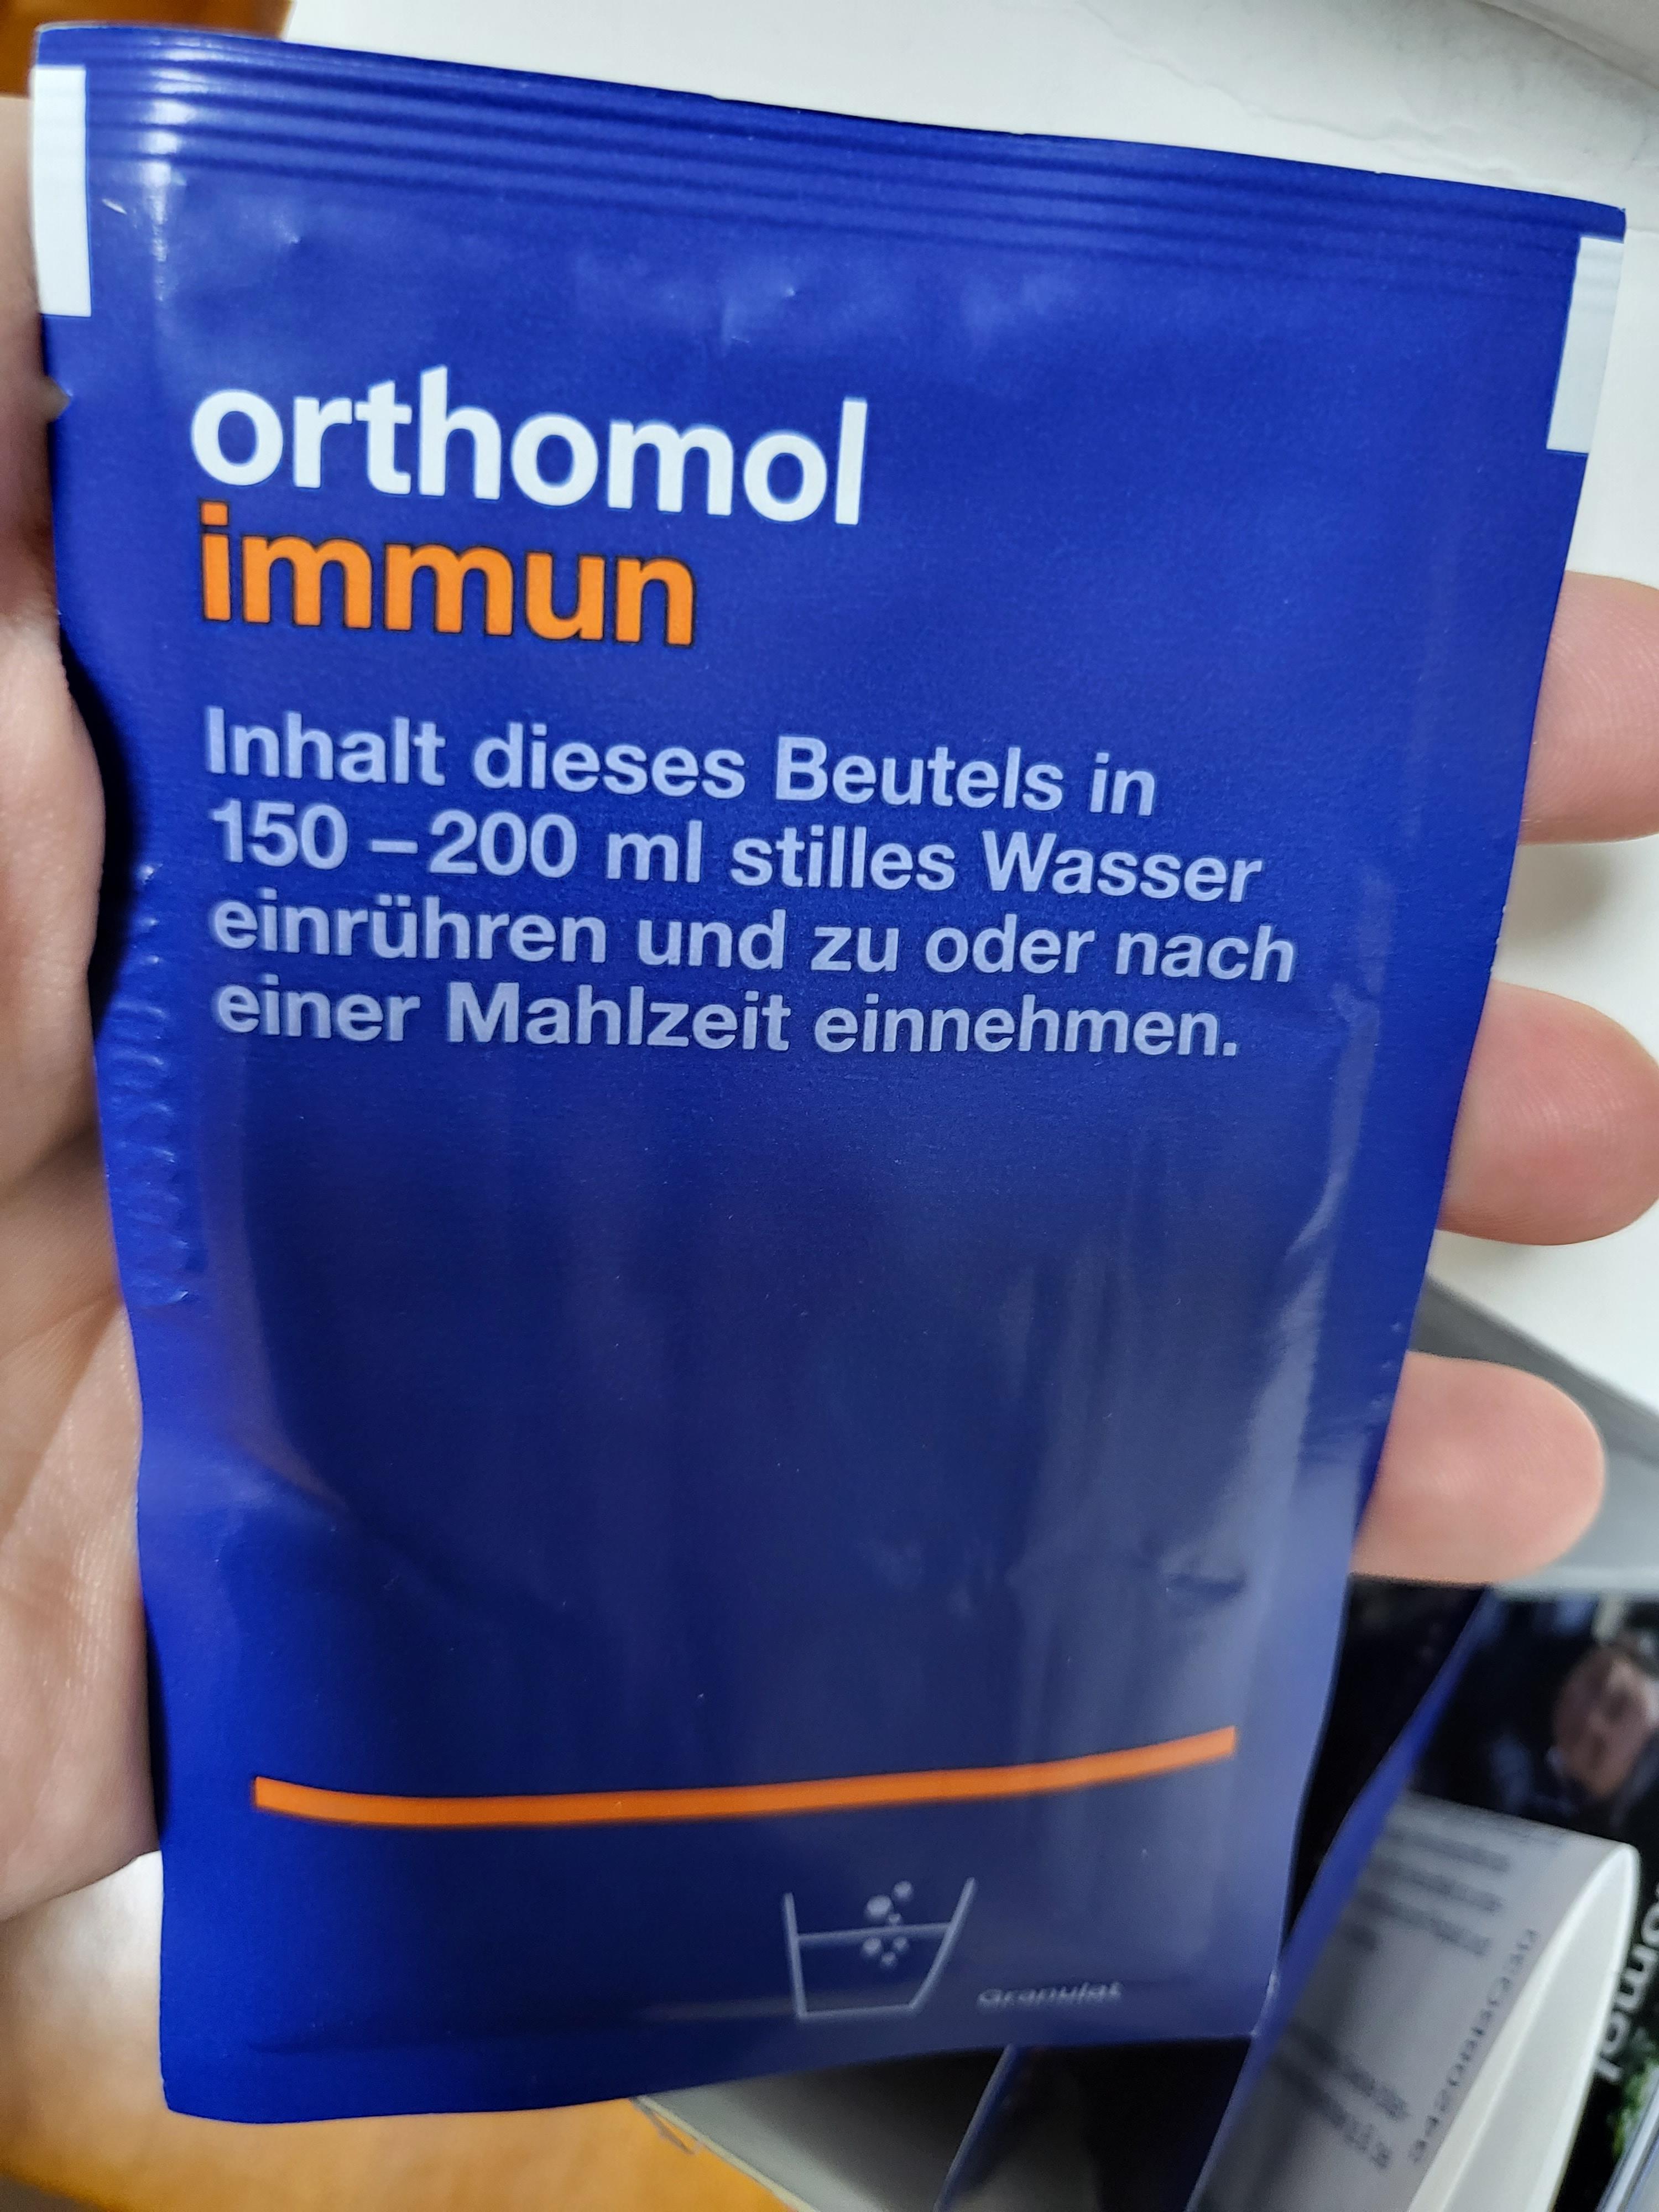 orthomol
immun
Inhalt dieses Beutels in
150 – 200 ml stilles Wasser
einrühren und zu oder nach
einer Mahlzeit einnehmen.
Granulat